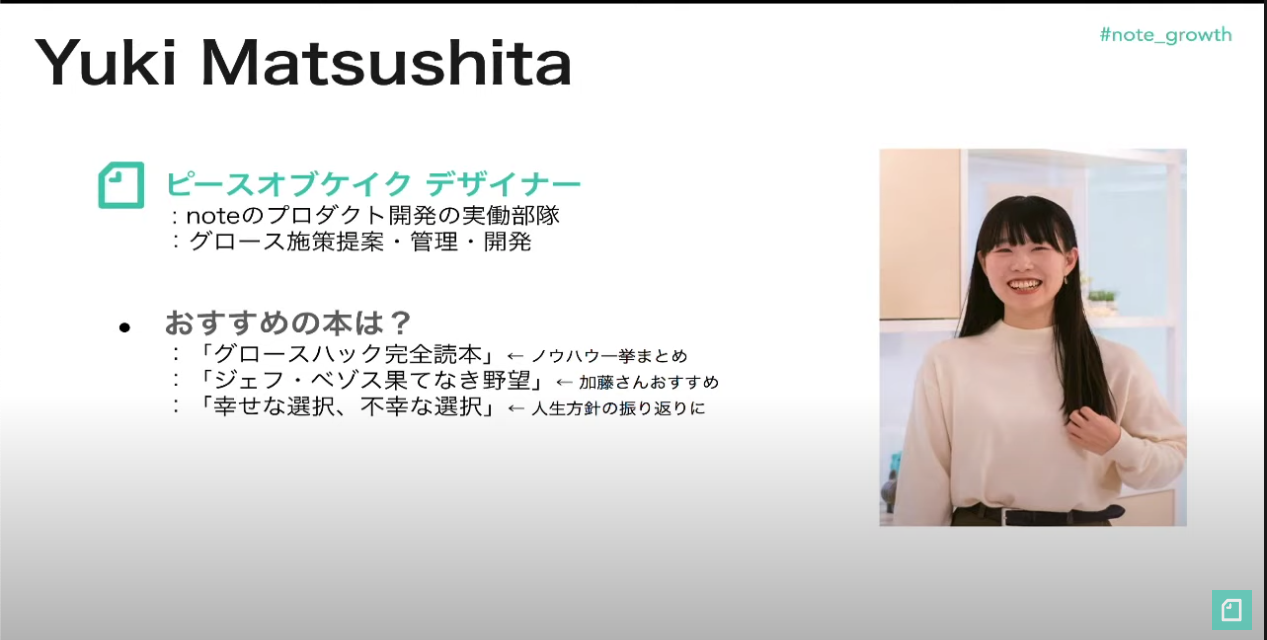 Yuki Matsushita
#note_growth
ピースオブケイク デザイナー
：noteのプロダクト開発の実働部隊
：グロース施策提案・管理・開発
• おすすめの本は？
：「グロースハック完全読本」← ノウハウ一挙まとめ
：「ジェフ・ベゾス果てなき野望」← 加藤さんおすすめ
：「幸せな選択、不幸な選択」← 人生方針の振り返りに